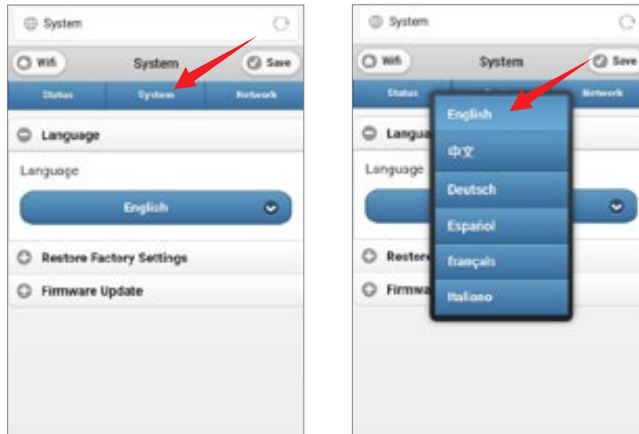 System
Wifi System Save
Status System Network
Language
Language
English
Restore Factory Settings
Firmware Update
System
Wifi System Save
Status Network
Langua
Language
Restore
Firmwa
English
中文
Deutsch
Español
français
Italiano